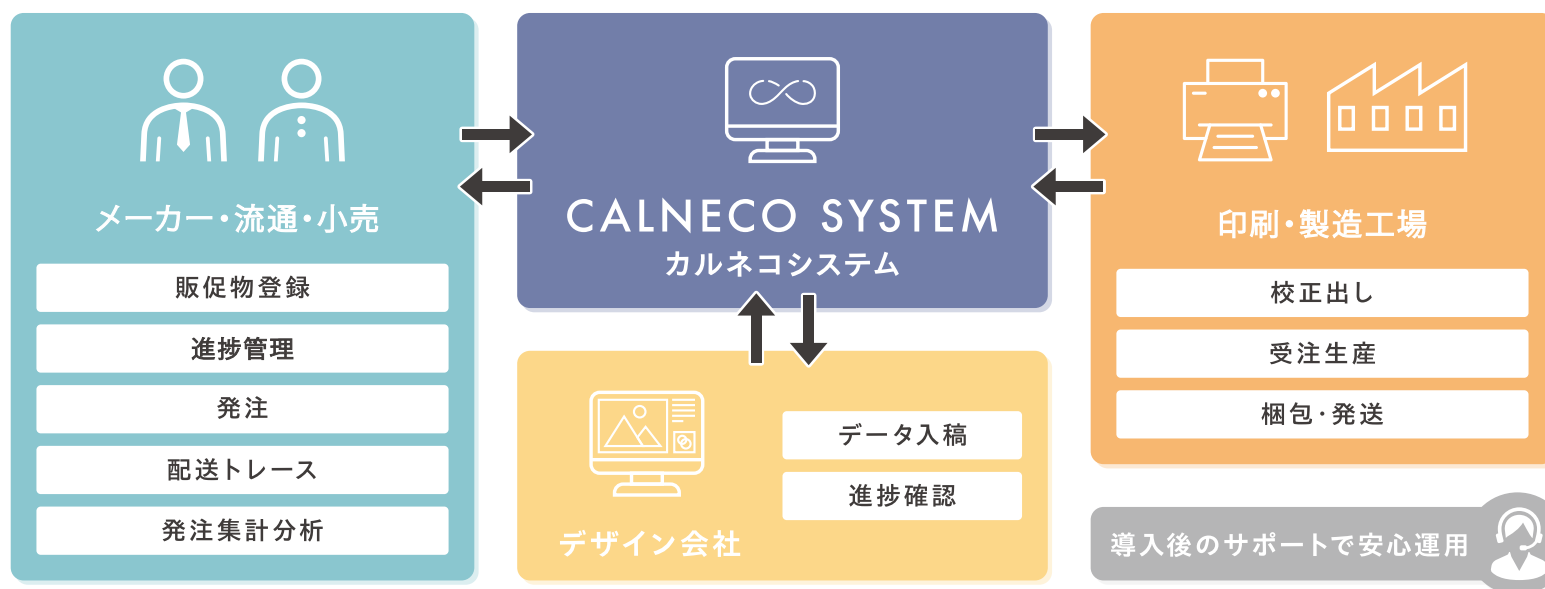 メーカー・流通・小売
販促物登録
進捗管理
発注
配送トレース
発注集計分析
CALNECO SYSTEM
カルネコシステム
デザイン会社
データ入稿
進捗確認
印刷・製造工場
校正出し
受注生産
梱包・発送
導入後のサポートで安心運用